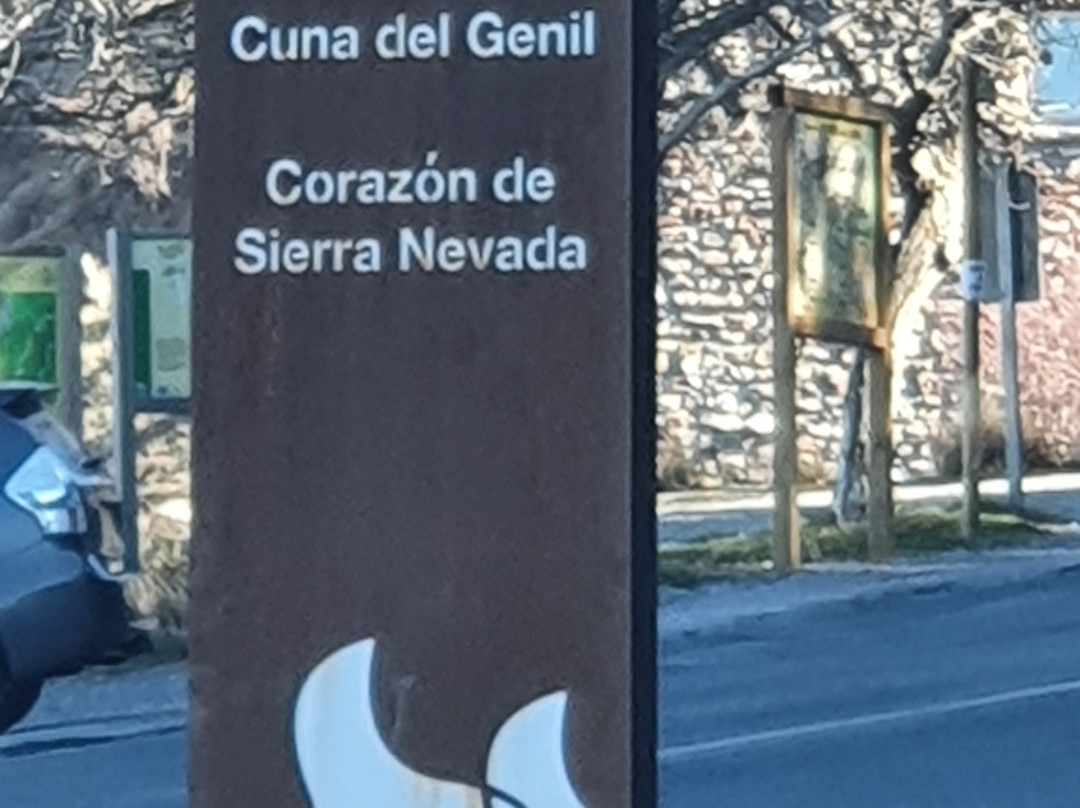 Cuna del Genil
Corazón de
Sierra Nevada